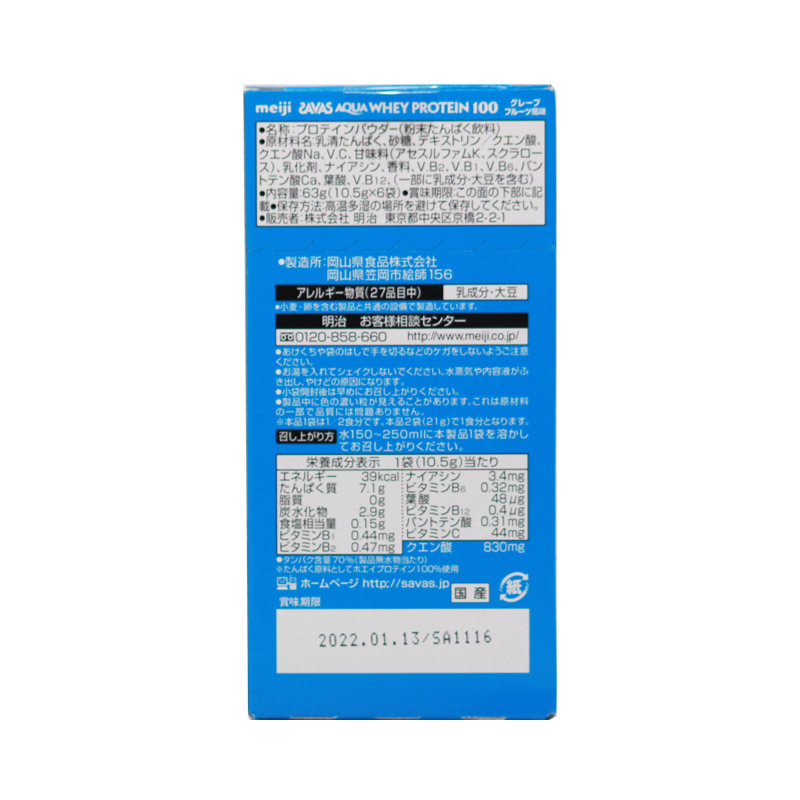 meiji SAVAS AQUA WHEY PROTEIN 100 グレープフルーツ風味
●名称:プロテインパウダー(粉末たんぱく飲料)
●原材料名:乳清たんぱく、砂糖、デキストリン/クエン酸、
クエン酸Na、V.C、甘味料(アセスルファムK、スクラロー
ス)、乳化剤、ナイアシン、香料、V.B2、V.B1、V.B6、パン
トテン酸Ca、葉酸、V.B12、(一部に乳成分・大豆を含む)
●内容量:63g(10.5g×6袋)●賞味期限:この面の下部に記
載●保存方法:高温多湿の場所を避けて保存してください。
●販売者:株式会社 明治 東京都中央区京橋2-2-1
●製造所:岡山県食品株式会社
岡山県笠岡市絵師156
アレルギー物質(27品目中) 乳成分・大豆
●小麦・卵を含む製品と共通の設備で製造しています。
明治 お客様相談センター
0120-858-660 http://www.meiji.co.jp/
●あけくちや袋のはしで手を切るなどのケガをしないようご注意
ください。
●お湯を入れてシェイクしないでください。水蒸気や内容液がふ
き出し、やけどの原因になります。
●小袋開封後は早めにお召し上がりください。
●製品中に色の濃い粒が見えることがあります。これは原材料
の一部で品質には問題ありません。
※本品1袋は1/2食分です。本品2袋(21g)で1食分となります。
召し上がり方 水150~250mlに本製品1袋を溶かし
てお召し上がりください。
栄養成分表示 1袋(10.5g)当たり
エネルギー 39kcal ナイアシン 3.4mg
たんぱく質 7.1g ビタミンB6 0.32mg
脂質 0g 葉酸 48μg
炭水化物 2.9g ビタミンB12 0.4μg
食塩相当量 0.15g パントテン酸 0.31mg
ビタミンB1 0.44mg ビタミンC 44mg
ビタミンB2 0.47mg クエン酸 830mg
●タンパク含量70%(製品無水物当たり)
※たんぱく原料としてホエイプロテイン100%使用
ホームページ http://savas.jp
国産 紙
賞味期限
2022.01.13/SA1116